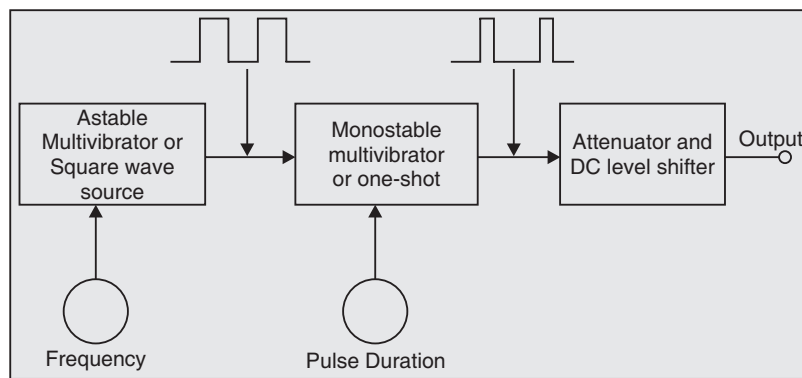 Astable
Multivibrator or
Square wave
source
Monostable
multivibrator
or one-shot
Attenuator and
DC level shifter
Output
Frequency
Pulse Duration